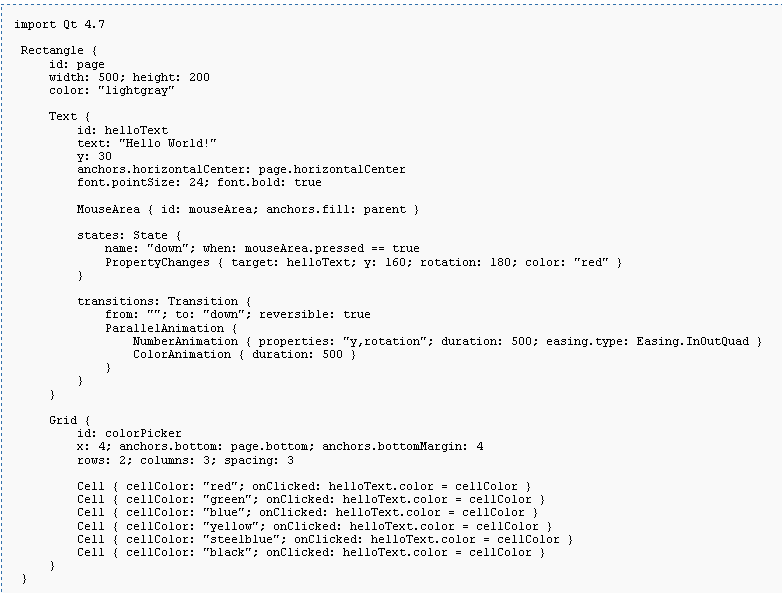 import Qt 4.7
Rectangle {
id: page
width: 500; height: 200
color: "lightgray"
Text {
id: helloText
text: "Hello World!"
y: 30
anchors.horizontalCenter: page.horizontalCenter
font.pointSize: 24; font.bold: true
MouseArea { id: mouseArea; anchors.fill: parent }
states: State {
name: "down"; when: mouseArea.pressed == true
PropertyChanges { target: helloText; y: 160; rotation: 180; color: "red" }
}
transitions: Transition {
from: ""; to: "down"; reversible: true
ParallelAnimation {
NumberAnimation { properties: "y,rotation"; duration: 500; easing.type: Easing.InOutQuad }
ColorAnimation { duration: 500 }
}
}
}
Grid {
id: colorPicker
x: 4; anchors.bottom: page.bottom; anchors.bottomMargin: 4
rows: 2; columns: 3; spacing: 3
Cell { cellColor: "red"; onClicked: helloText.color = cellColor }
Cell { cellColor: "green"; onClicked: helloText.color = cellColor }
Cell { cellColor: "blue"; onClicked: helloText.color = cellColor }
Cell { cellColor: "yellow"; onClicked: helloText.color = cellColor }
Cell { cellColor: "steelblue"; onClicked: helloText.color = cellColor }
Cell { cellColor: "black"; onClicked: helloText.color = cellColor }
}
}